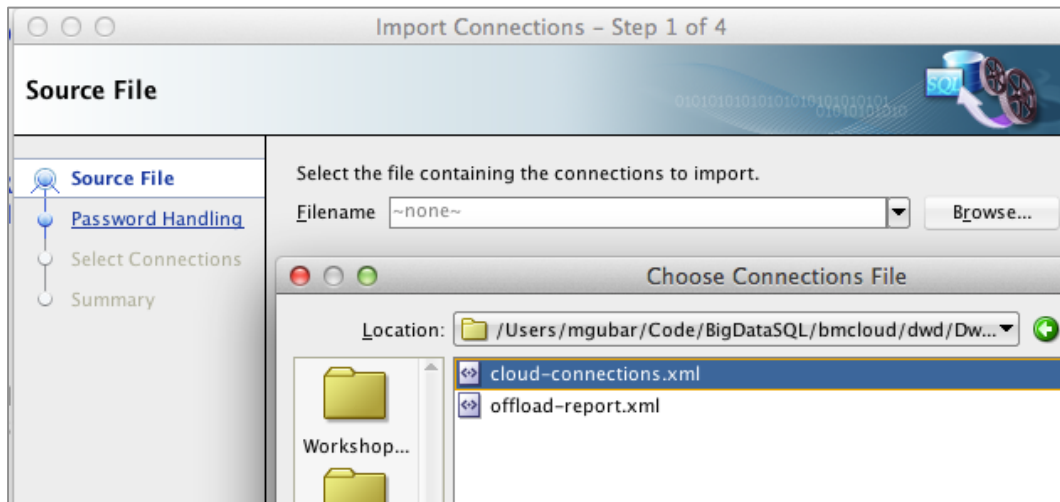 Import Connections – Step 1 of 4
Source File
SQL
Source File
Password Handling
Select Connections
Summary
Select the file containing the connections to import.
Filename ~none~ Browse...
Choose Connections File
Location: /Users/mgubar/Code/BigDataSQL/bmcloud/dwd/Dw...
Workshop...
cloud-connections.xml
offload-report.xml